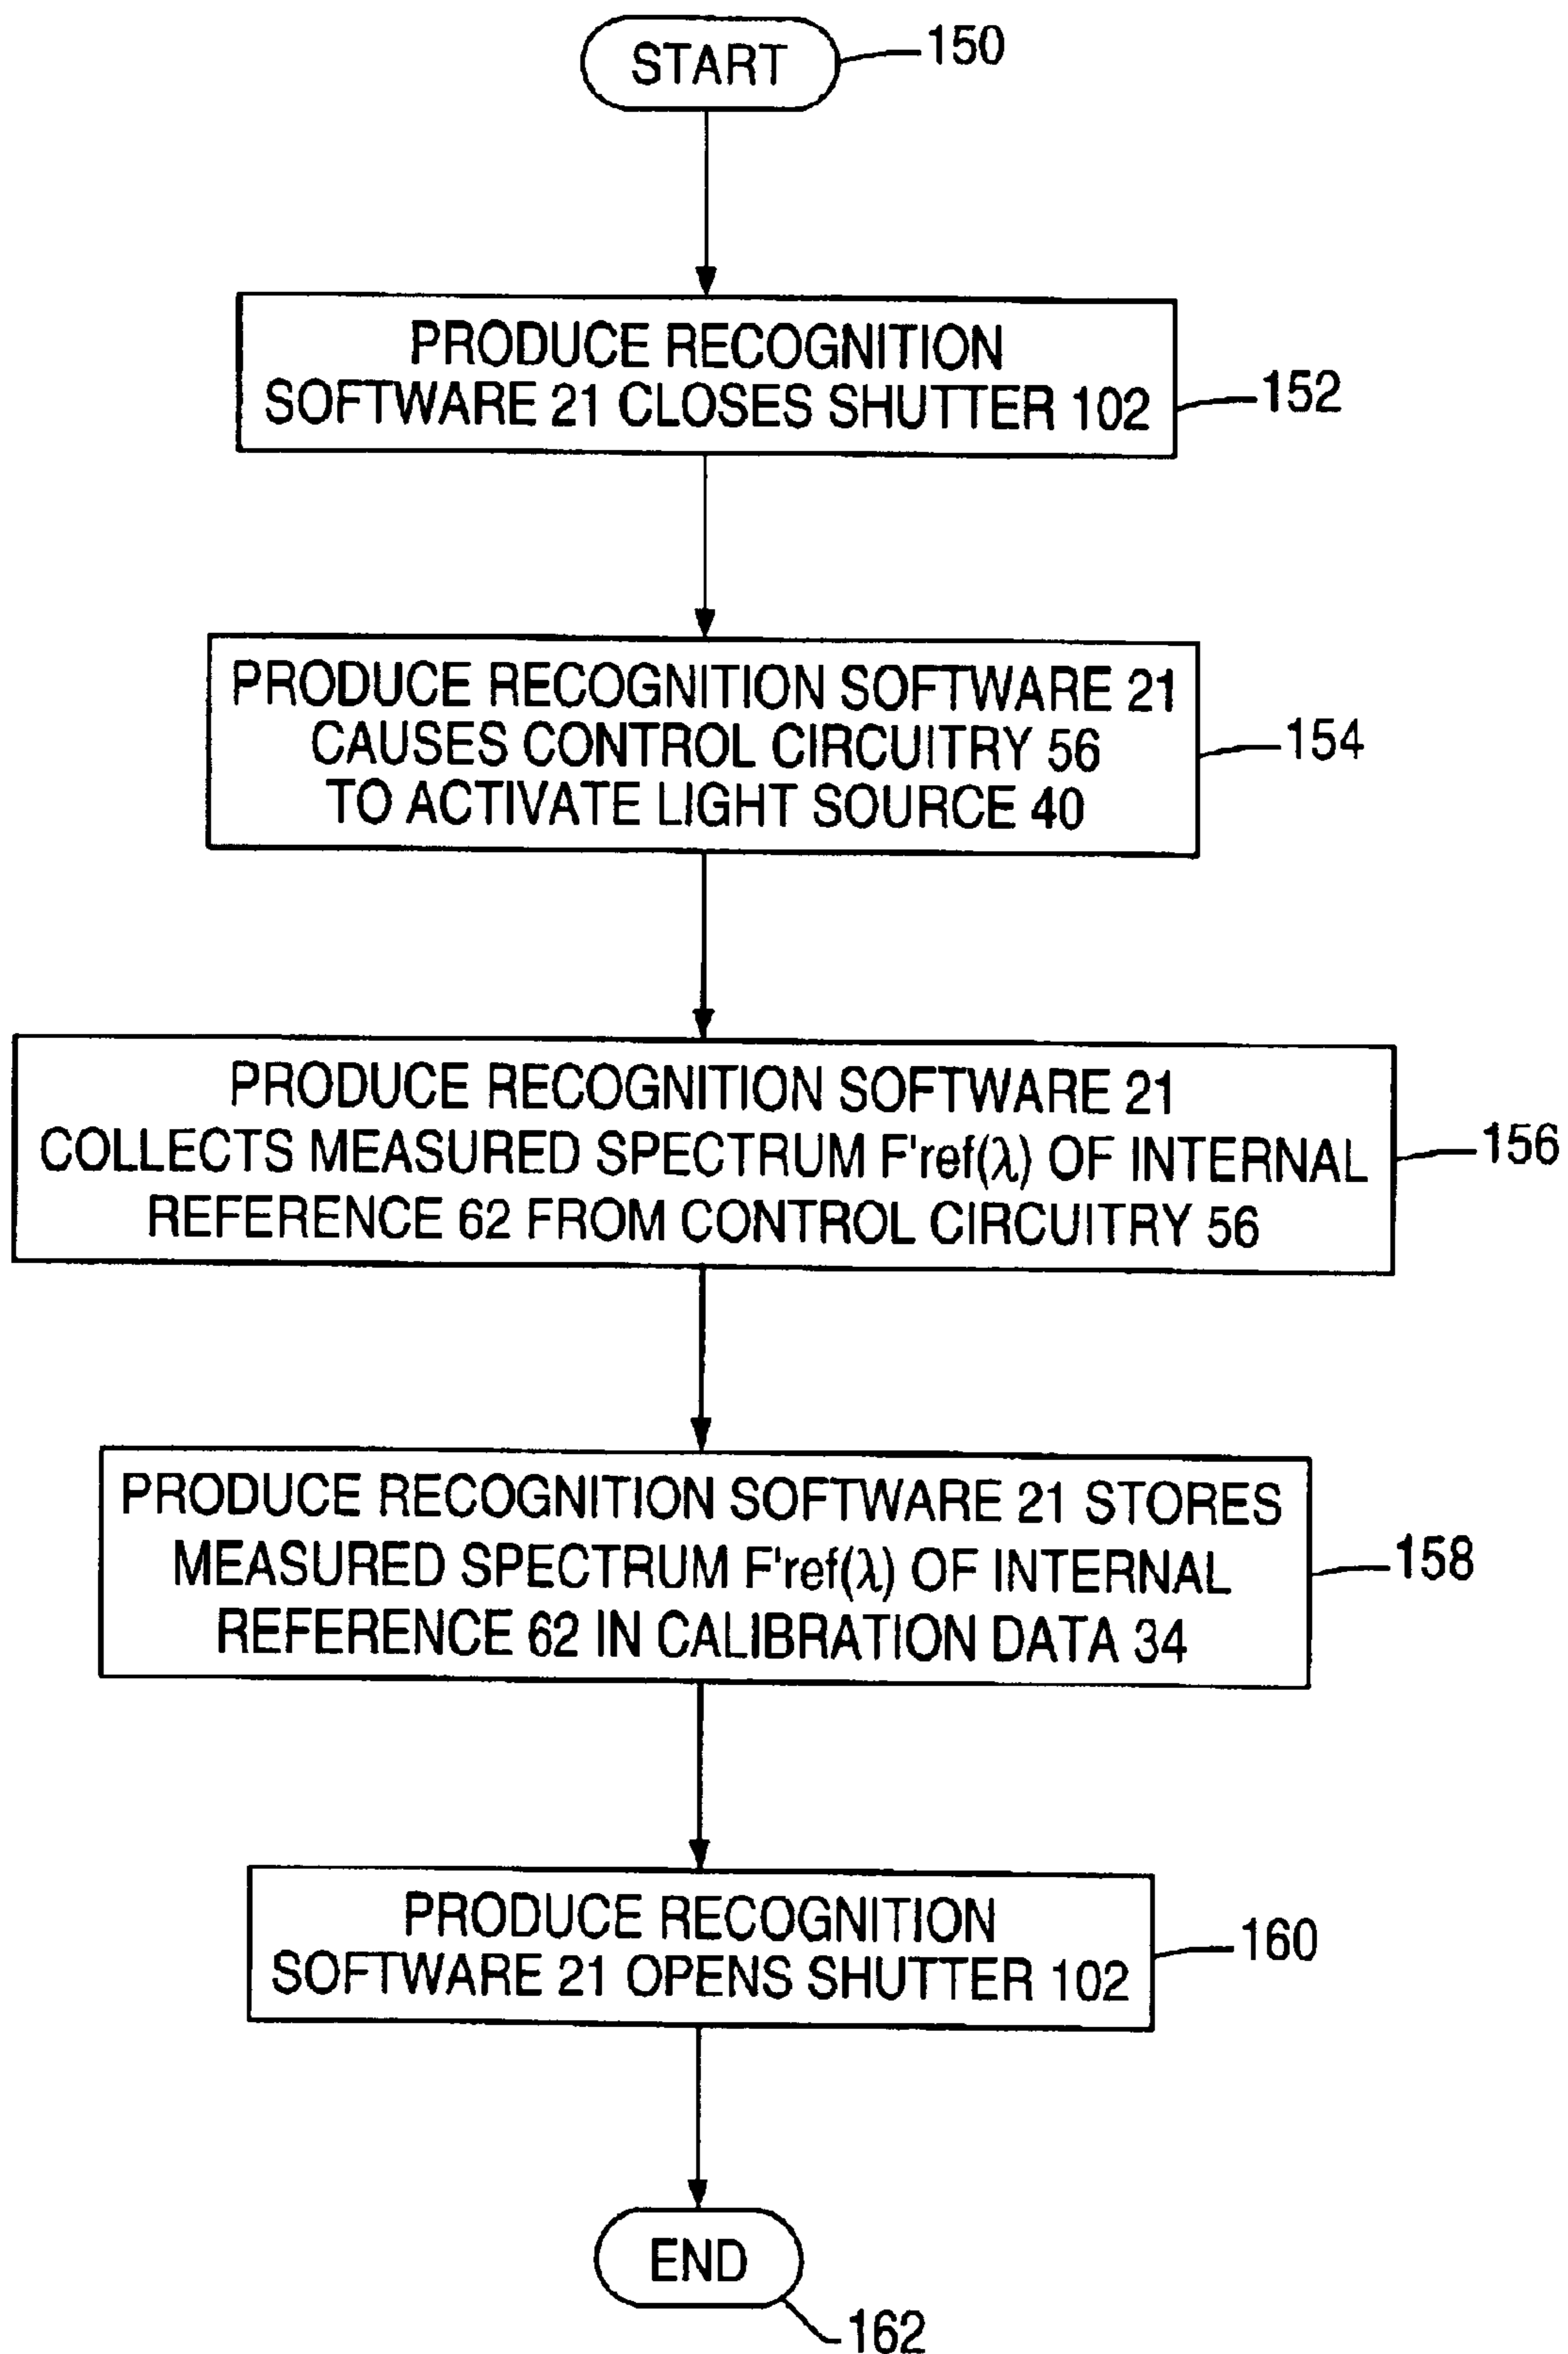 START
150
PRODUCE RECOGNITION
SOFTWARE 21 CLOSES SHUTTER 102
152
PRODUCE RECOGNITION SOFTWARE 21
CAUSES CONTROL CIRCUITRY 56
TO ACTIVATE LIGHT SOURCE 40
154
PRODUCE RECOGNITION SOFTWARE 21
COLLECTS MEASURED SPECTRUM F'ref(λ) OF INTERNAL
REFERENCE 62 FROM CONTROL CIRCUITRY 56
156
PRODUCE RECOGNITION SOFTWARE 21 STORES
MEASURED SPECTRUM F'ref(λ) OF INTERNAL
REFERENCE 62 IN CALIBRATION DATA 34
158
PRODUCE RECOGNITION
SOFTWARE 21 OPENS SHUTTER 102
160
END
162